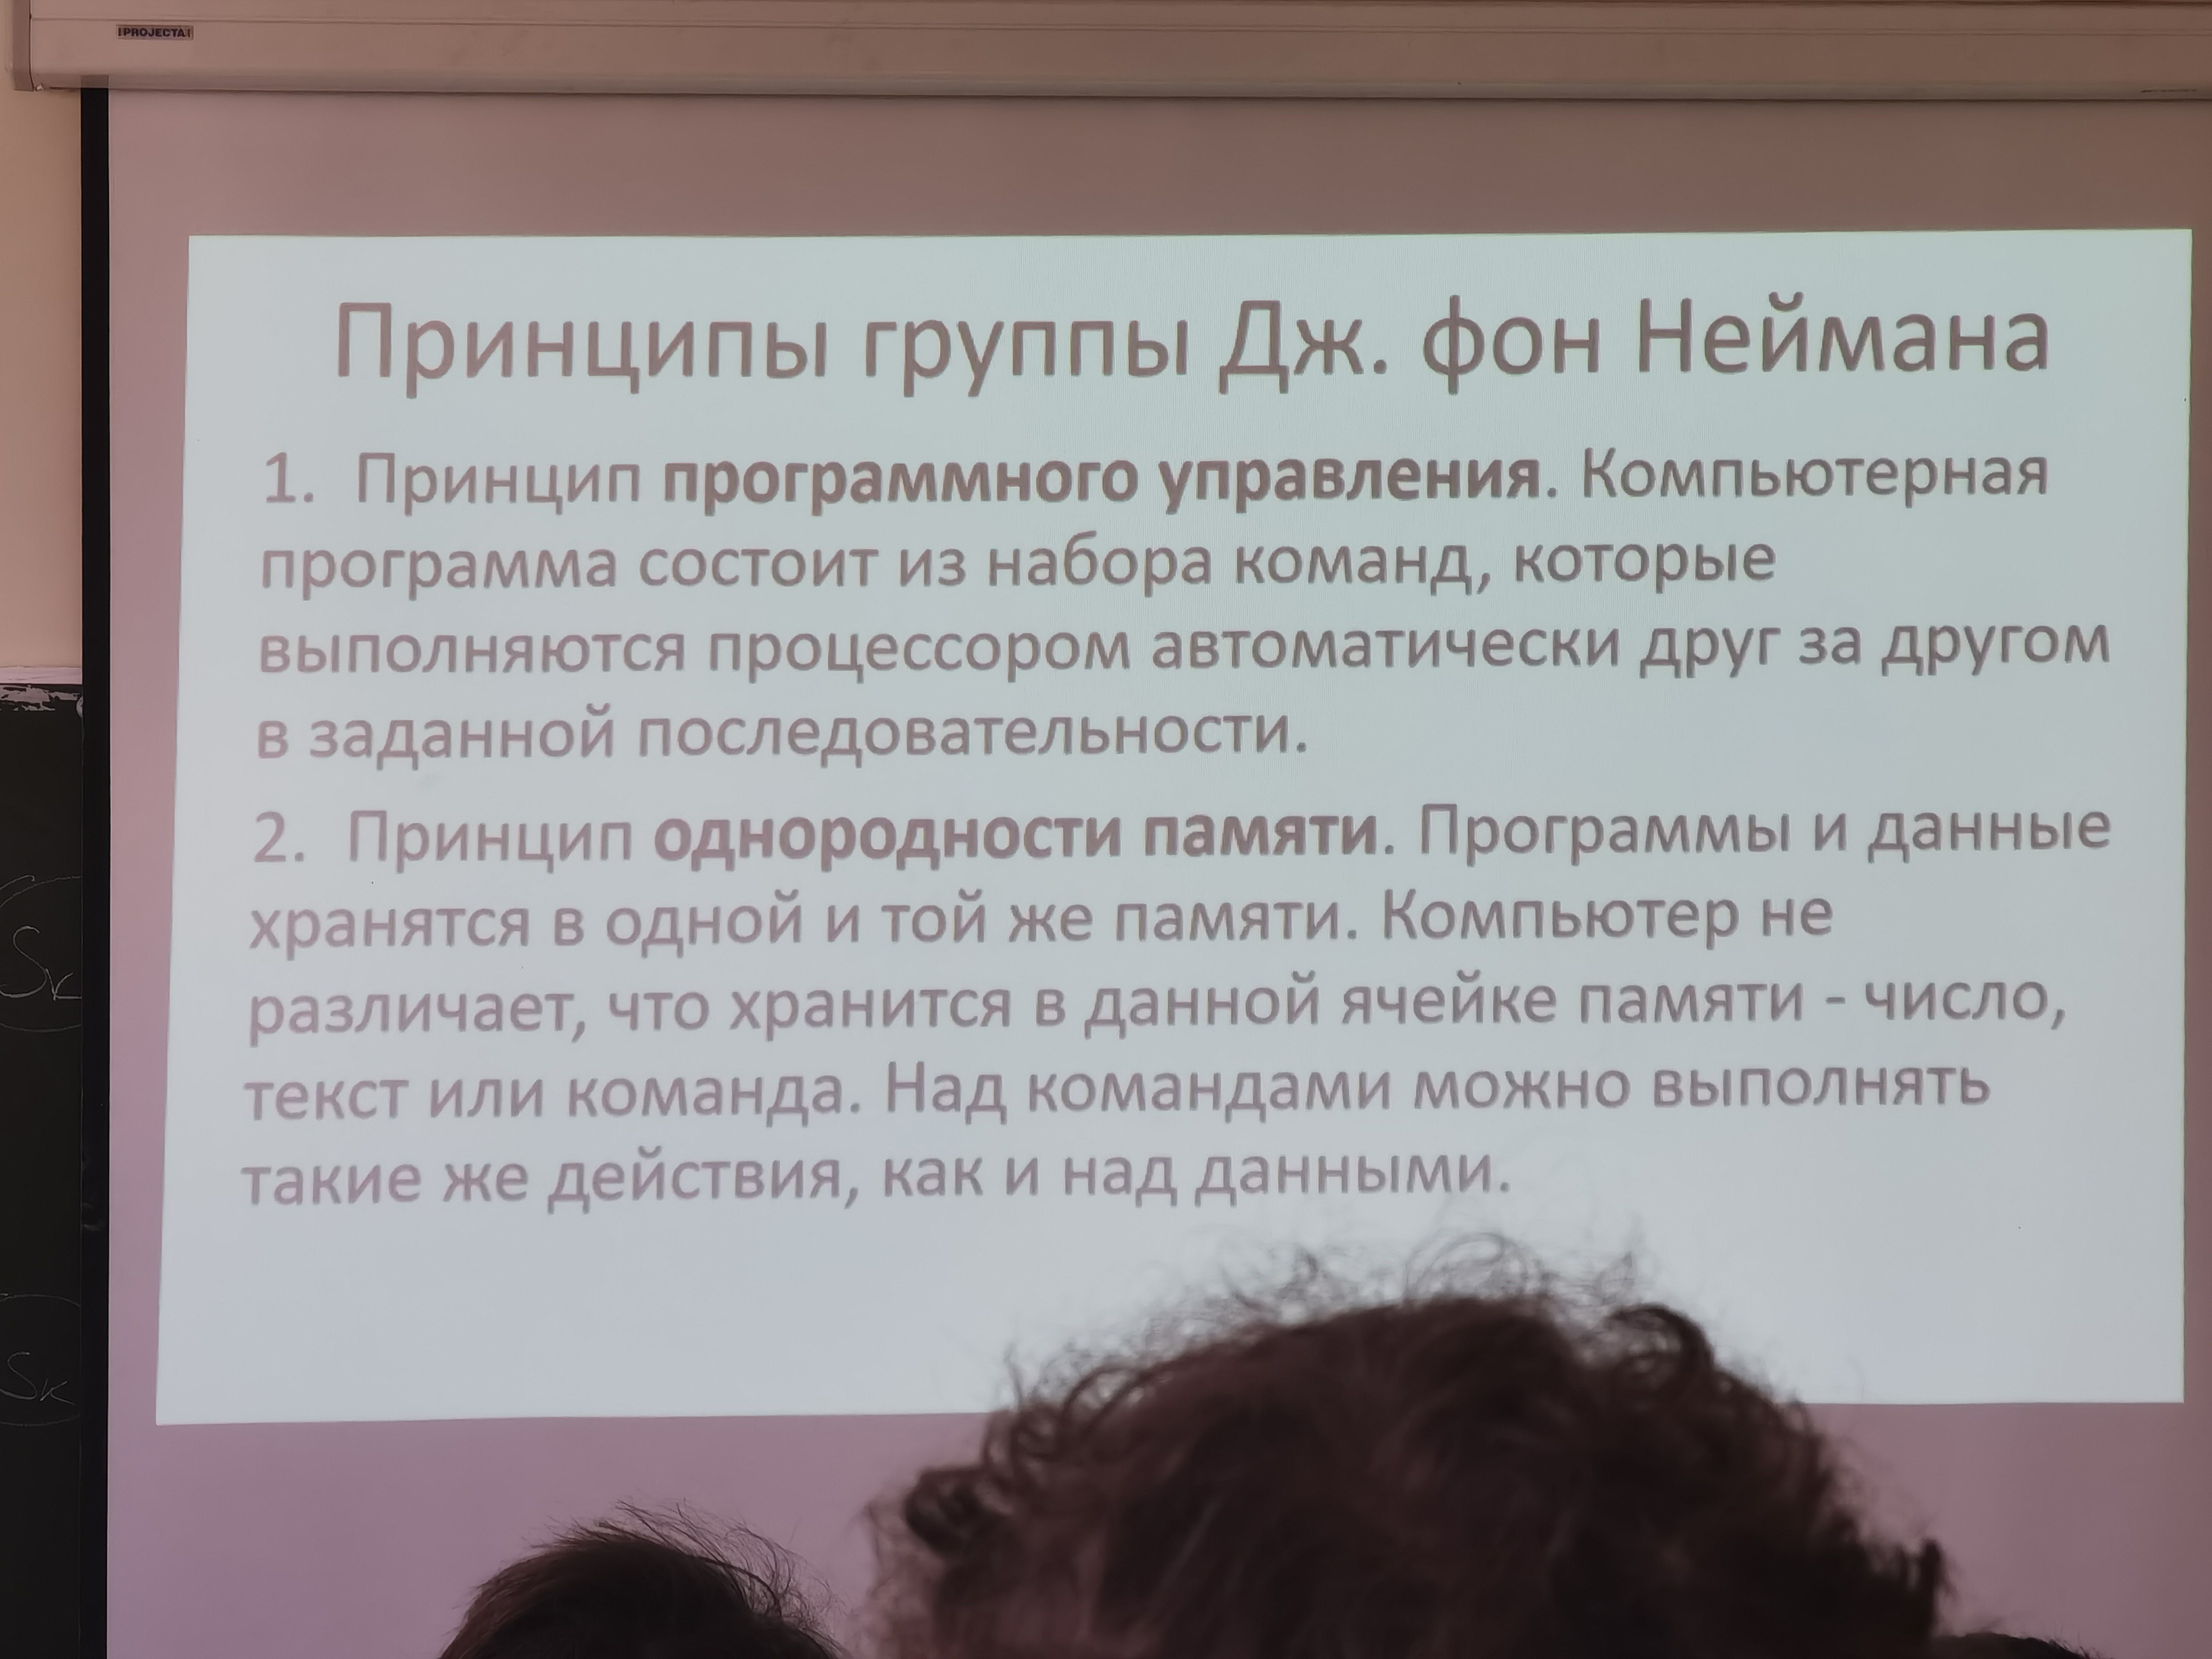 PROJECTA
Принципы группы Дж. фон Неймана
1. Принцип программного управления. Компьютерная
программа состоит из набора команд, которые
выполняются процессором автоматически друг за другом
в заданной последовательности.
2. Принцип однородности памяти. Программы и данные
хранятся в одной и той же памяти. Компьютер не
различает, что хранится в данной ячейке памяти - число,
текст или команда. Над командами можно выполнять
такие же действия, как и над данными.
Sк
Sк